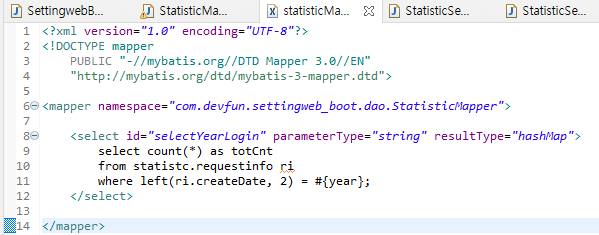 SettingwebB...
StatisticMa...
statisticMa...
StatisticSe...
StatisticSe...
1 <?xml version="1.0" encoding="UTF-8"?>
2 <!DOCTYPE mapper
3 PUBLIC "-//mybatis.org//DTD Mapper 3.0//EN"
4 "http://mybatis.org/dtd/mybatis-3-mapper.dtd">
5
6 <mapper namespace="com.devfun.settingweb_boot.dao.StatisticMapper">
7
8 <select id="selectYearLogin" parameterType="string" resultType="hashMap">
9 select count(*) as totCnt
10 from statistc.requestinfo ri
11 where left(ri.createDate, 2) = #{year};
12 </select>
13
14 </mapper>